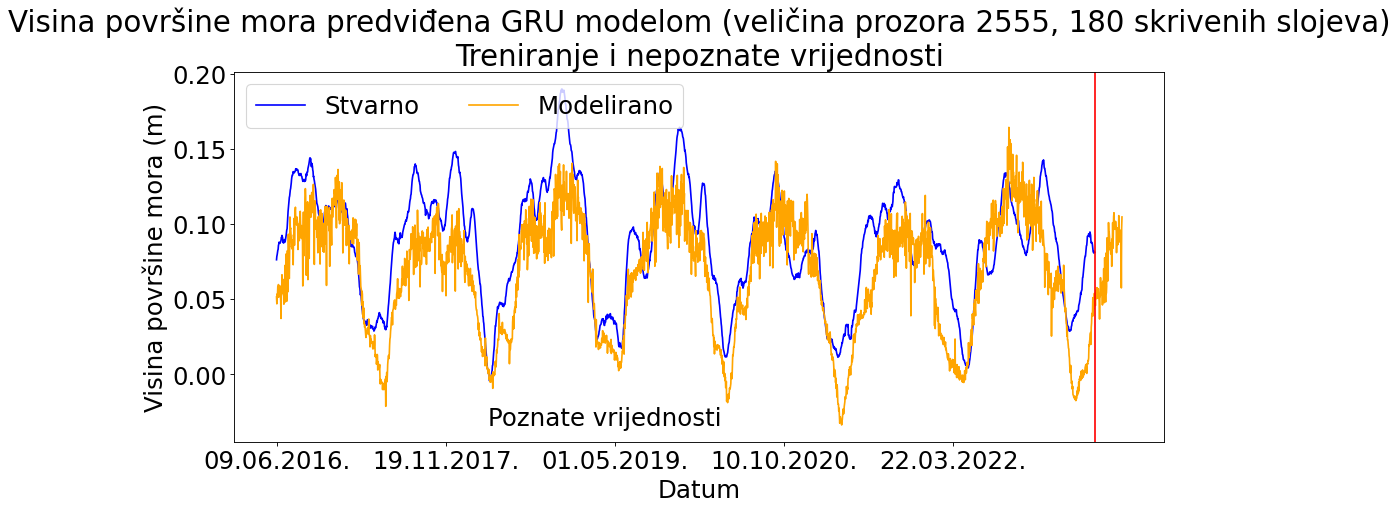 Visina površine mora predviđena GRU modelom (veličina prozora 2555, 180 skrivenih slojeva)
Treniranje i nepoznate vrijednosti
Stvarno
Modelirano
Visina površine mora (m)
0.20
0.15
0.10
0.05
0.00
Poznate vrijednosti
09.06.2016.
19.11.2017.
01.05.2019.
10.10.2020.
22.03.2022.
Datum